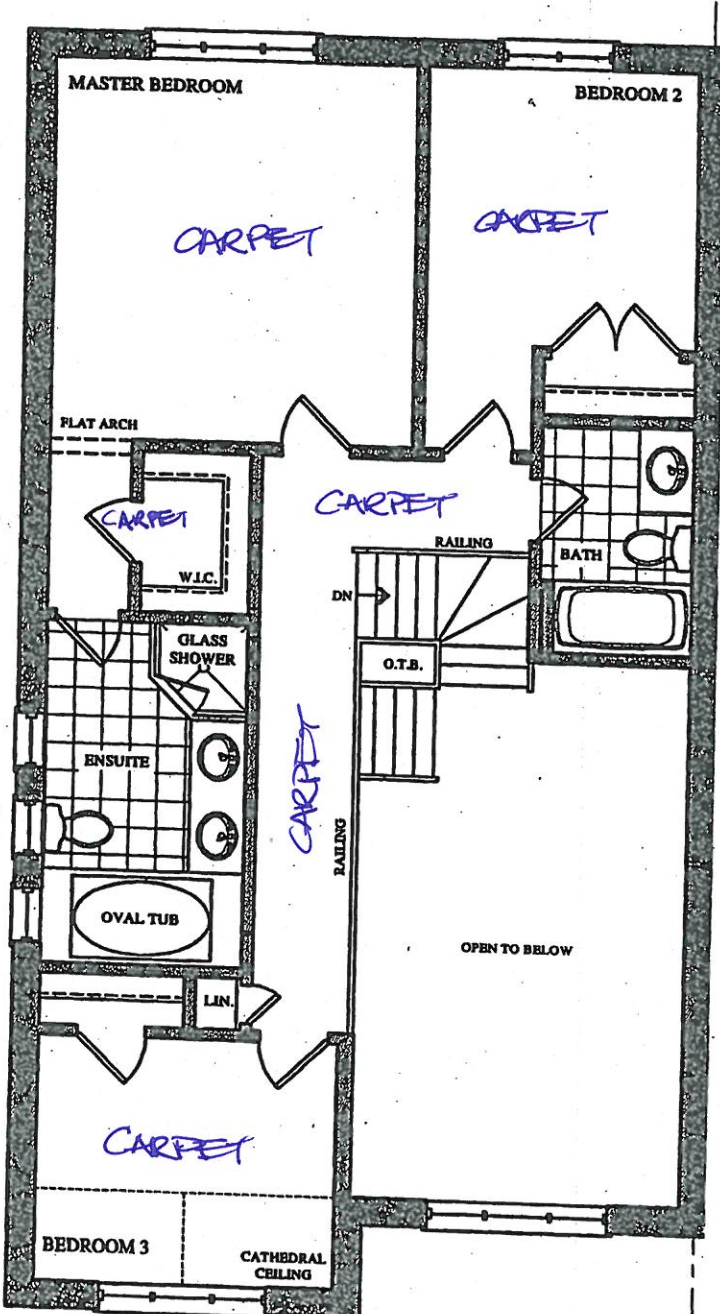 MASTER BEDROOM
BEDROOM 2
CARPET
CARPET
FLAT ARCH
CARPET
CARPET
W.I.C.
RAILING
BATH
DN
GLASS
SHOWER
O.T.B.
ENSUITE
CARPET
RAILING
OVAL TUB
OPEN TO BELOW
LIN.
CARPET
BEDROOM 3
CATHEDRAL
CEILING